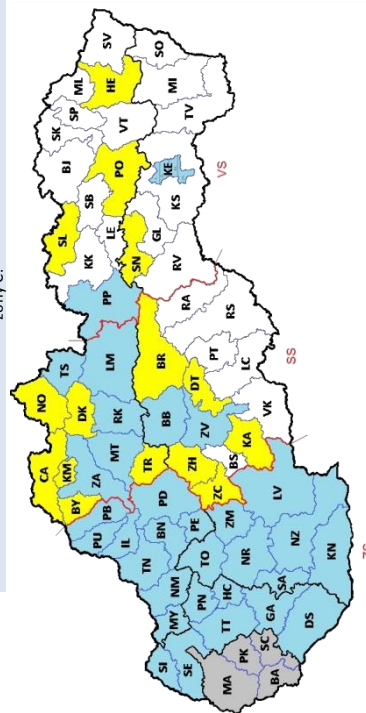 zóny č.
SV
SO
ML
HE
MI
SK
SP
VT
TV
BJ
PO
KE
VS
SB
KS
SL
LE
GL
KK
SN
RV
PP
RA
RS
TS
LM
BR
PT
LC
SS
NO
DK
RK
BB
DT
ZV
VK
CA
KM
ZA
MT
TR
ZH
BS
KA
BY
PB
PD
ZC
PU
IL
BN
PE
ZM
LV
TN
TO
NR
NZ
KN
NM
PN
HC
SA
MY
TT
GA
DS
SI
SE
PK
SC
MA
BA